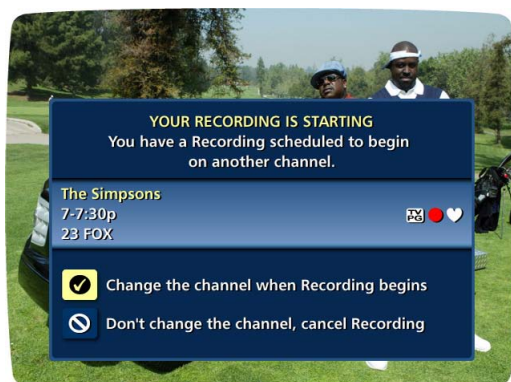 YOUR RECORDING IS STARTING
You have a Recording scheduled to begin
on another channel.
The Simpsons
7-7:30p
TV
PG
23 FOX
Change the channel when Recording begins
Don't change the channel, cancel Recording